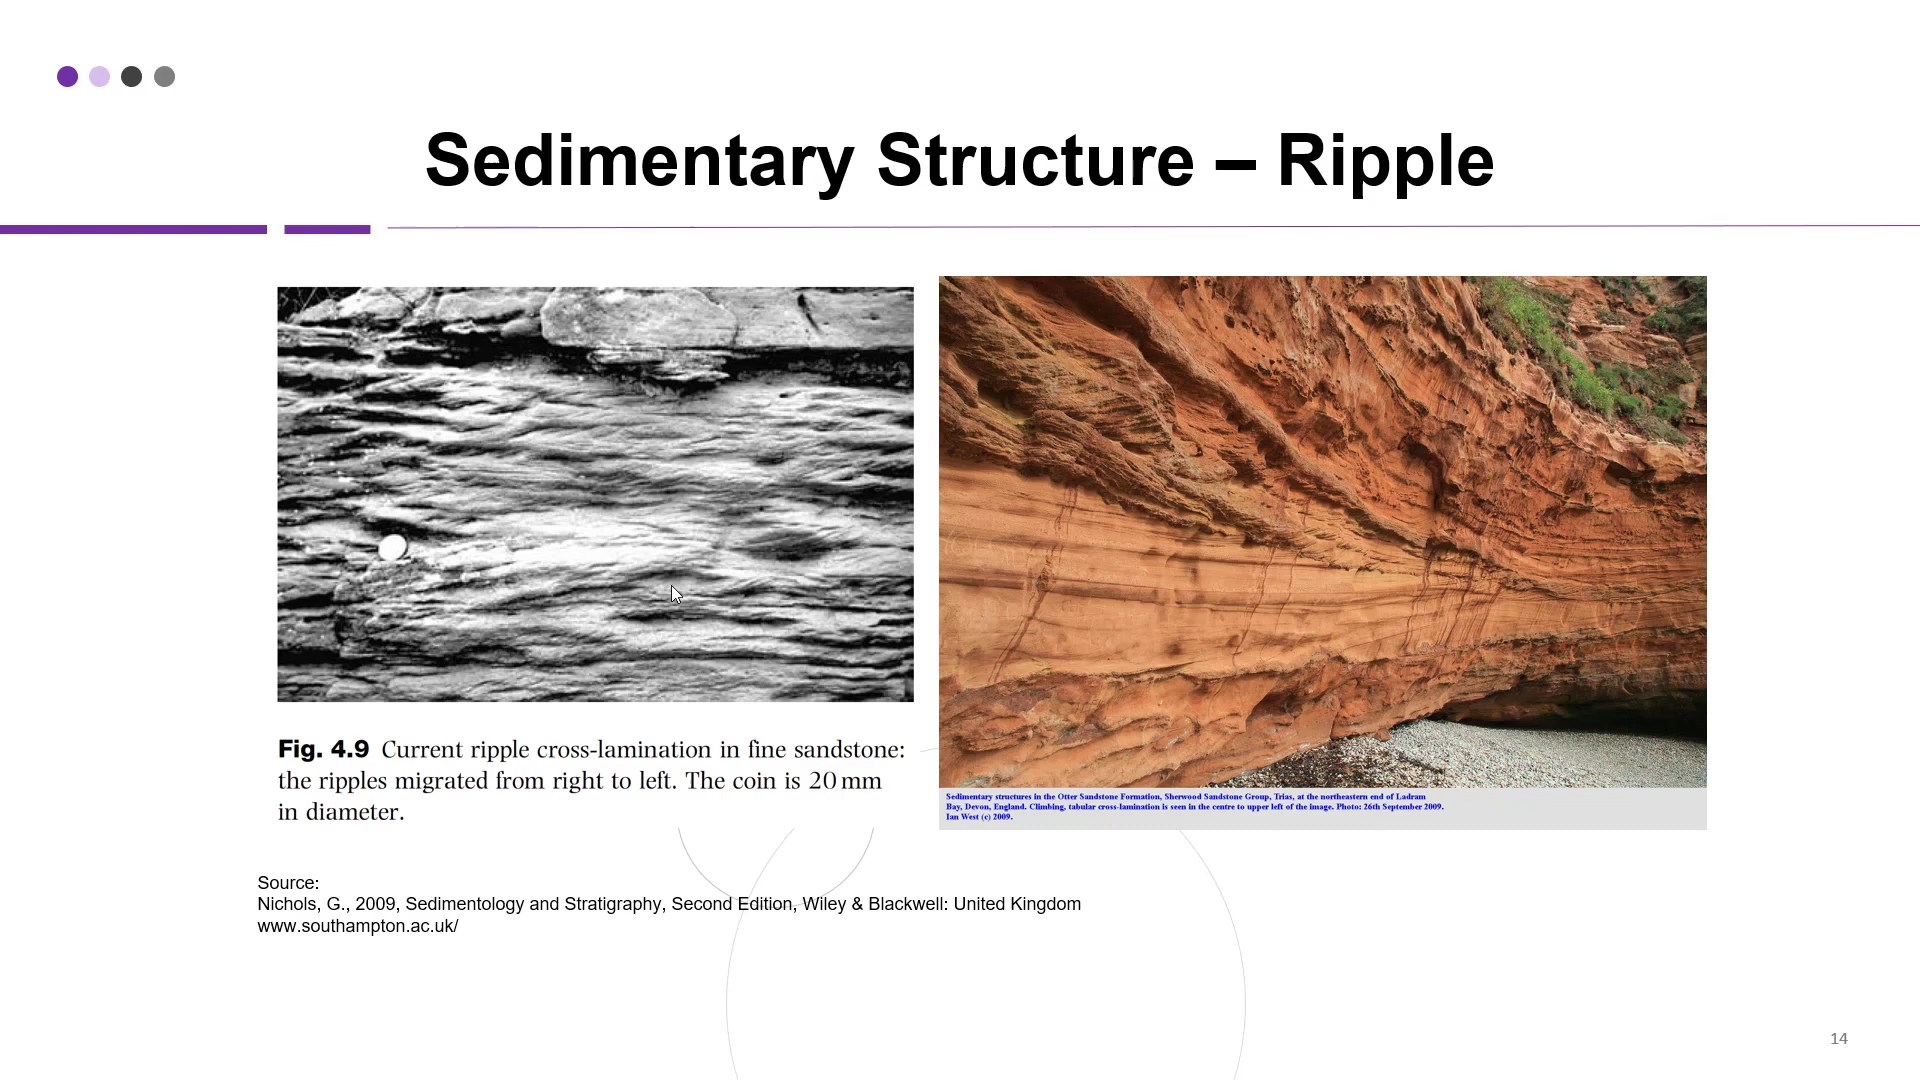 Sedimentary Structure – Ripple
Fig. 4.9 Current ripple cross-lamination in fine sandstone:
the ripples migrated from right to left. The coin is 20 mm
in diameter.
Sedimentary structures in the Otter Sandstone Formation, Sherwood Sandstone Group, Trias, at the northeastern end of Ladram
Bay, Devon, England. Climbing, tabular cross-lamination is seen in the centre to upper left of the image. Photo: 26th September 2009.
Ian West (c) 2009.
Source:
Nichols, G., 2009, Sedimentology and Stratigraphy, Second Edition, Wiley & Blackwell: United Kingdom
www.southampton.ac.uk/
14